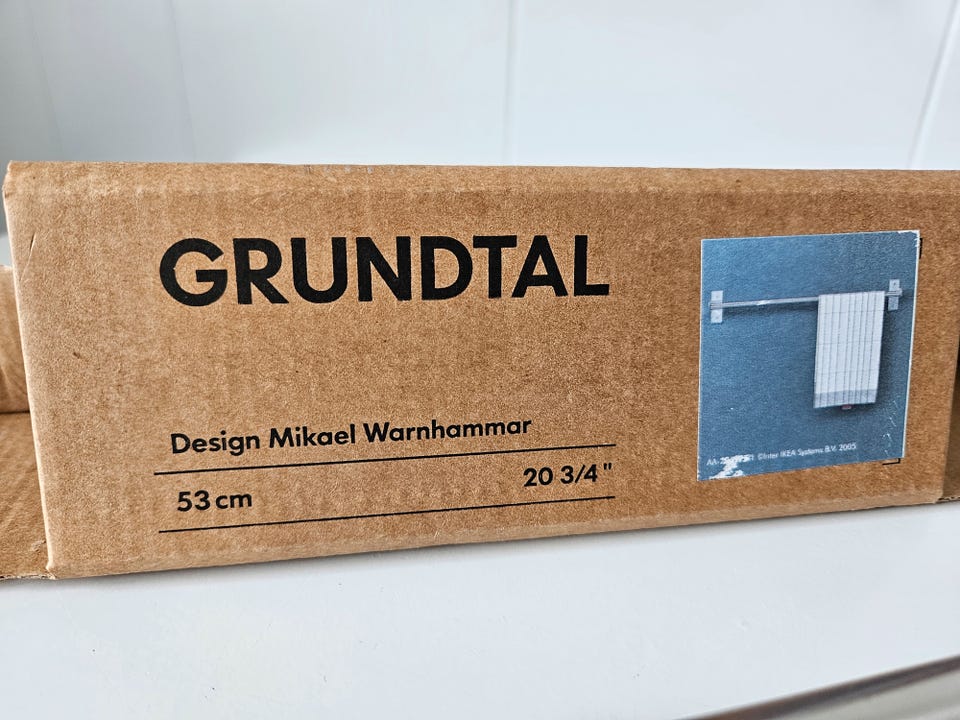 GRUNDTAL
Design Mikael Warnhammar
53 cm
20 3/4 "
©Inter IKEA Systems B.V. 2005